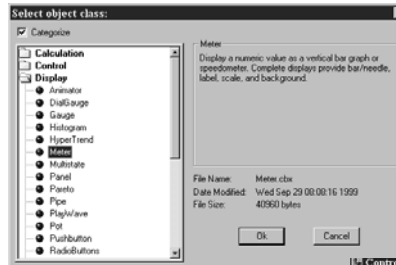 Select object class:
Categorize
Calculation
Control
Display
Animator
DialGauge
Gauge
Histogram
HyperTrend
Meter
Multistate
Panel
Pareto
Pipe
PlayWave
Pot
Pushbutton
RadioButtons
Meter
Display a numeric value as a vertical bar graph or
speedometer. Complete displays provide bar/needle,
label, scale, and background.
File Name: Meter.cbx
Date Modified: Wed Sep 29 08:08:16 1999
File Size: 40960 bytes
Ok Cancel